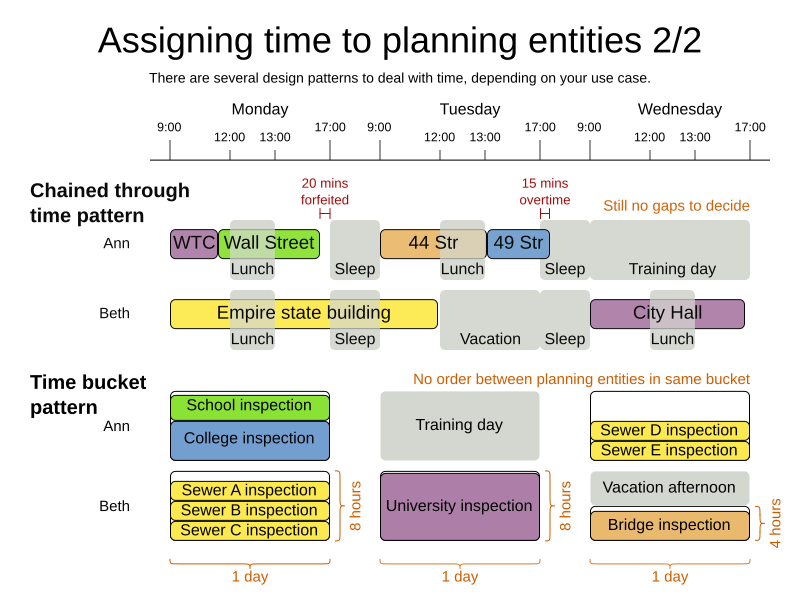 Assigning time to planning entities 2/2
There are several design patterns to deal with time, depending on your use case.
Monday Tuesday Wednesday
9:00 12:00 13:00 17:00 9:00 12:00 13:00 17:00 9:00 12:00 13:00 17:00
Chained through
time pattern
20 mins
forfeited
15 mins
overtime
Still no gaps to decide
Ann
WTC Wall Street 44 Str 49 Str
Lunch Sleep Lunch Sleep Training day
Beth
Empire state building City Hall
Lunch Sleep Vacation Sleep Lunch
Time bucket
pattern
No order between planning entities in same bucket
Ann
School inspection
College inspection
Training day
Sewer D inspection
Sewer E inspection
Beth
Sewer A inspection
Sewer B inspection
Sewer C inspection
8 hours
University inspection
8 hours
Vacation afternoon
Bridge inspection
4 hours
1 day 1 day 1 day